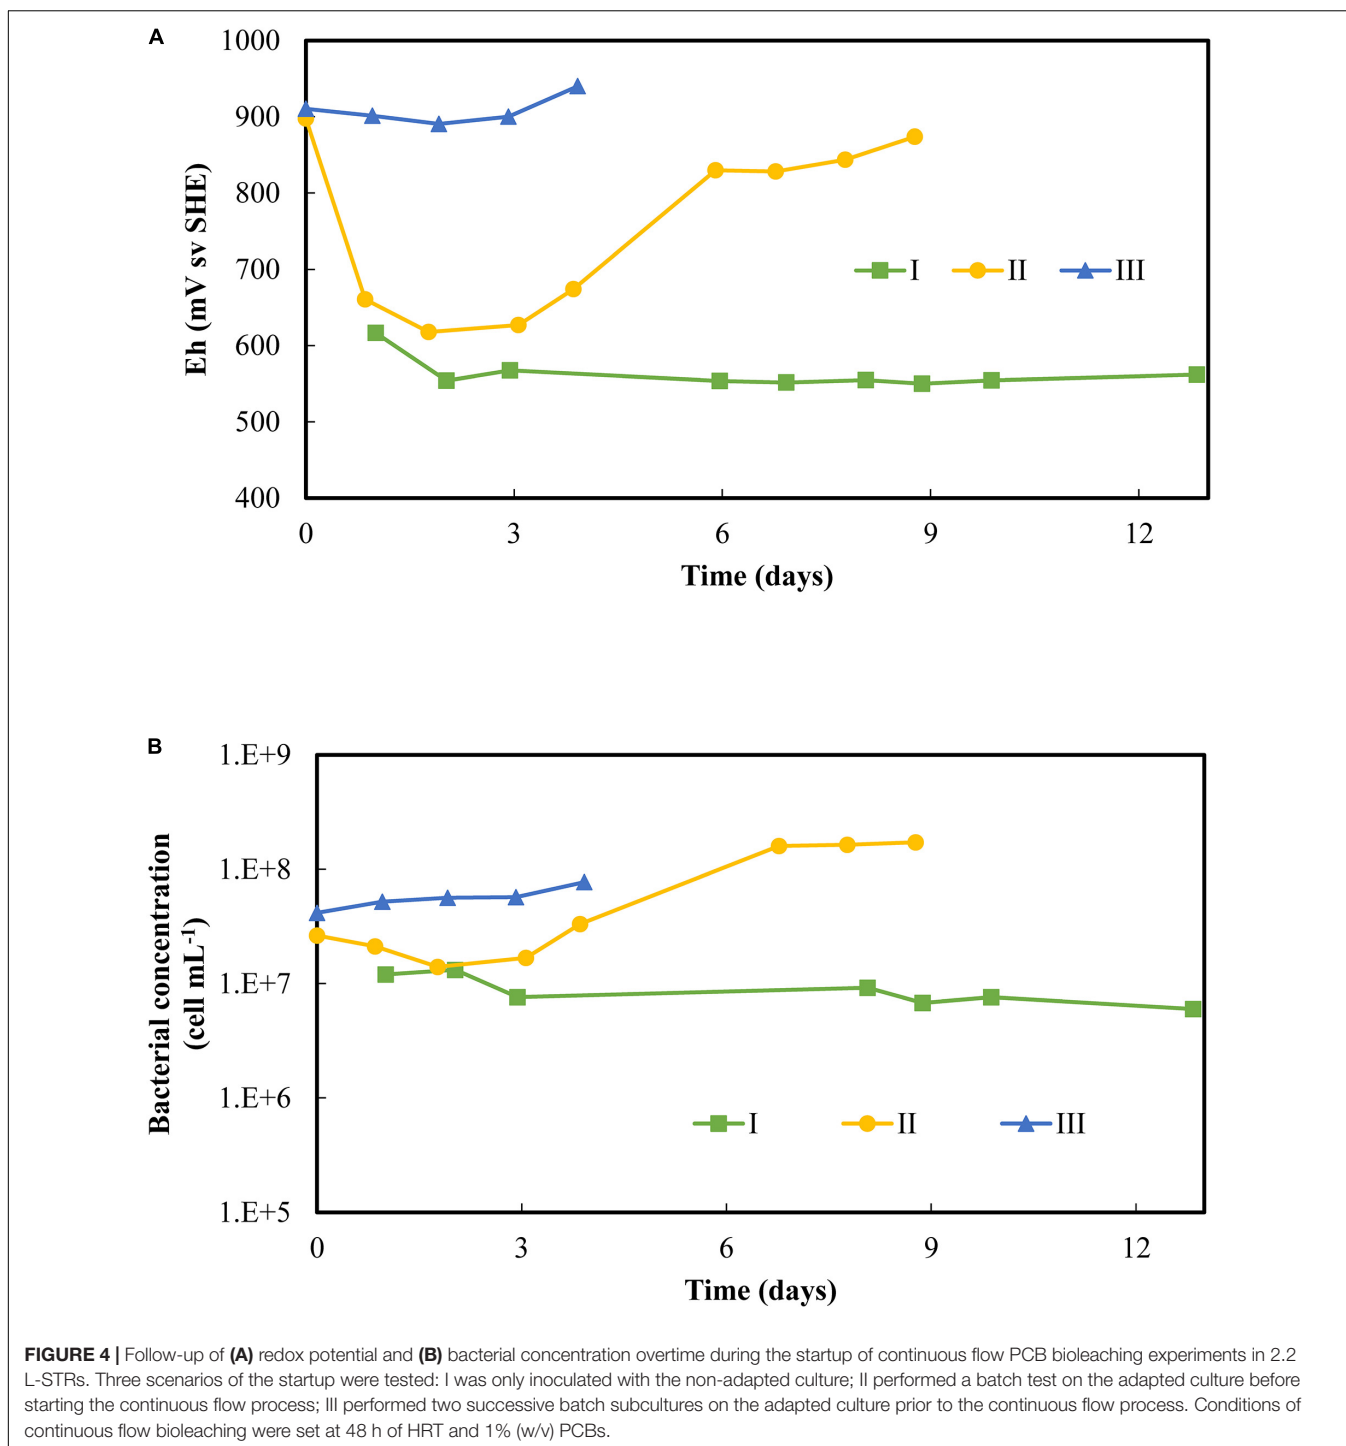 A
1000
900
800
700
600
500
400
Eh (mV sv SHE)
I II III
0 3 6 9 12
Time (days)
B
1.E+9
1.E+8
1.E+7
1.E+6
1.E+5
Bacterial concentration
(cell mL-1)
I II III
0 3 6 9 12
Time (days)
FIGURE 4 | Follow-up of (A) redox potential and (B) bacterial concentration overtime during the startup of continuous flow PCB bioleaching experiments in 2.2
L-STRs. Three scenarios of the startup were tested: I was only inoculated with the non-adapted culture; II performed a batch test on the adapted culture before
starting the continuous flow process; III performed two successive batch subcultures on the adapted culture prior to the continuous flow process. Conditions of
continuous flow bioleaching were set at 48 h of HRT and 1% (w/v) PCBs.